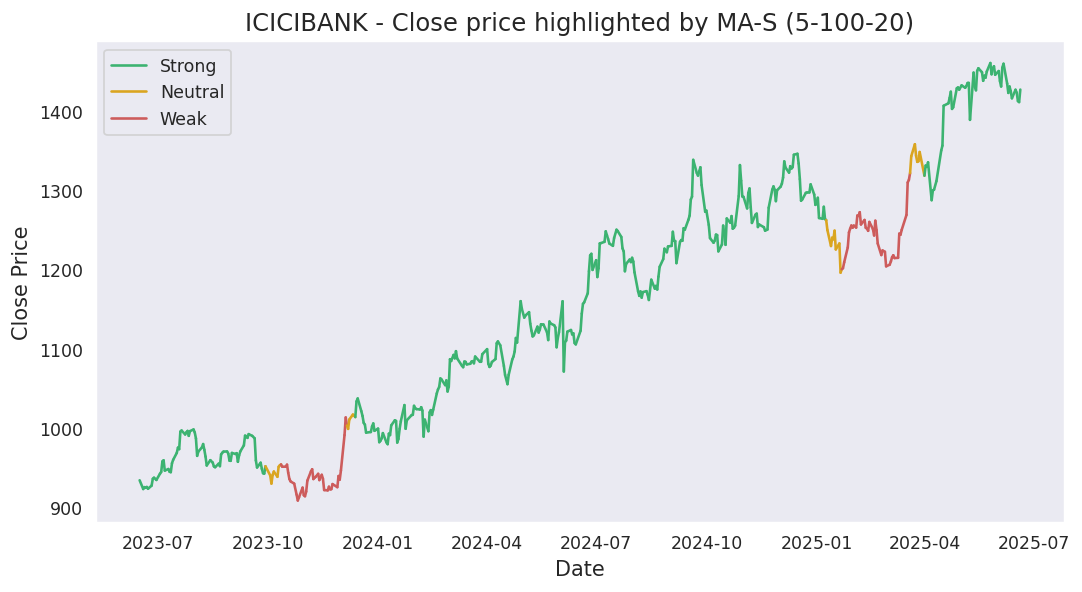 ICICIBANK - Close price highlighted by MA-S (5-100-20)
Strong
Neutral
Weak
Close Price
1400
1300
1200
1100
1000
900
2023-07 2023-10 2024-01 2024-04 2024-07 2024-10 2025-01 2025-04 2025-07
Date